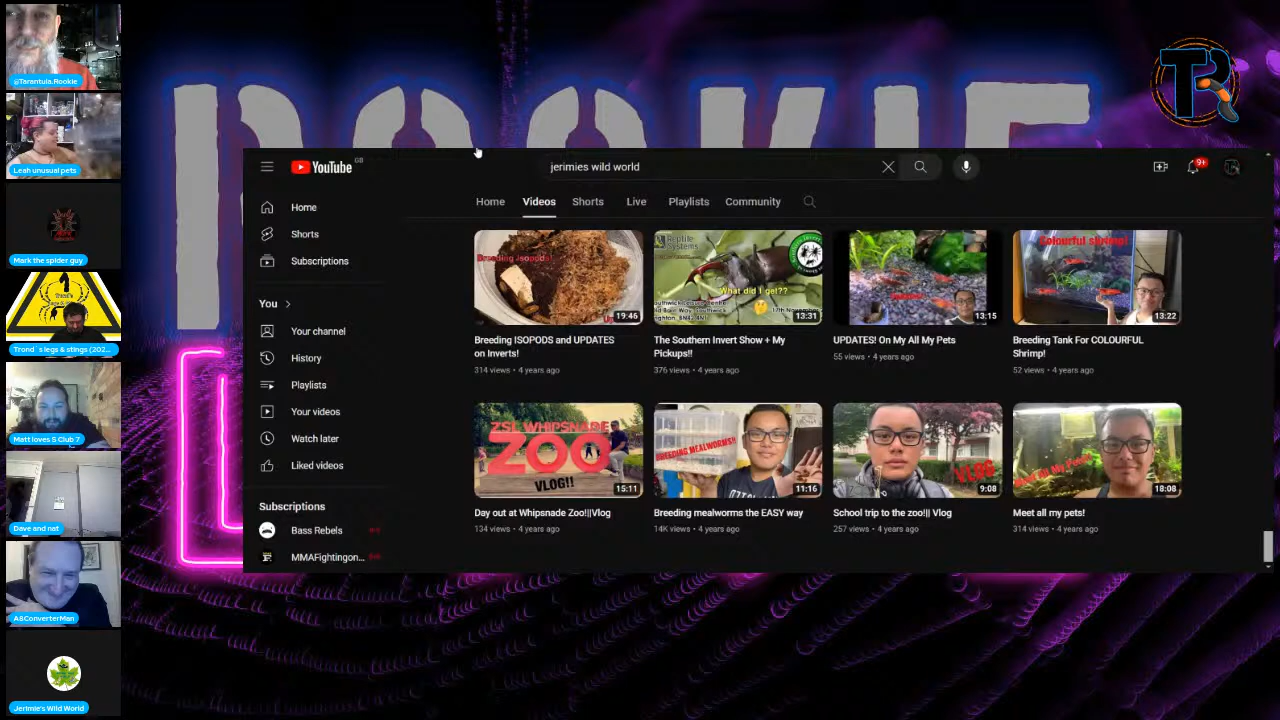 @Tarantula.Rookie
Leah unusual pets
Mark the spider guy
Trond´s legs & stings (202...
Matt loves S Club 7
Dave and nat
A8ConverterMan
Jerimie's Wild World
ROOKIE
TR
YouTube GB
jerimies wild world
9+
Home
Videos
Shorts
Live
Playlists
Community
Home
Shorts
Subscriptions
You
Your channel
History
Playlists
Your videos
Watch later
Liked videos
Subscriptions
Bass Rebels
MMAFightingon...
Breeding Isopods!
19:46
Breeding ISOPODS and UPDATES
on Inverts!
314 views • 4 years ago
Reptile
Systems
What did I get??
13:31
The Southern Invert Show + My
Pickups!!
376 views • 4 years ago
13:15
UPDATES! On My All My Pets
55 views • 4 years ago
Colourful shrimp!
13:22
Breeding Tank For COLOURFUL
Shrimp!
52 views • 4 years ago
ZSL WHIPSNADE
ZOO
VLOG!!
15:11
Day out at Whipsnade Zoo!||Vlog
134 views • 4 years ago
BREEDING MEALWORMS!!
11:16
Breeding mealworms the EASY way
14K views • 4 years ago
VLOG
9:08
School trip to the zoo!|| Vlog
257 views • 4 years ago
18:08
Meet all my pets!
314 views • 4 years ago